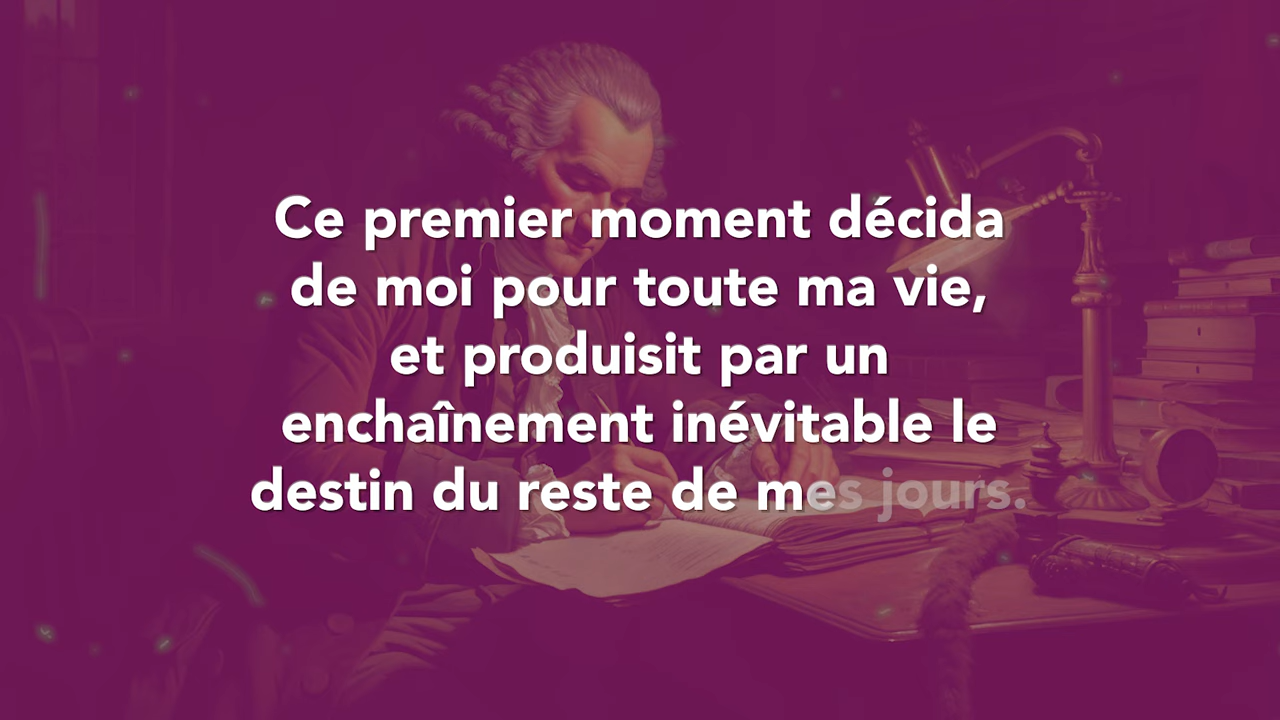 Ce premier moment décida
de moi pour toute ma vie,
et produisit par un
enchaînement inévitable le
destin du reste de mes jours.